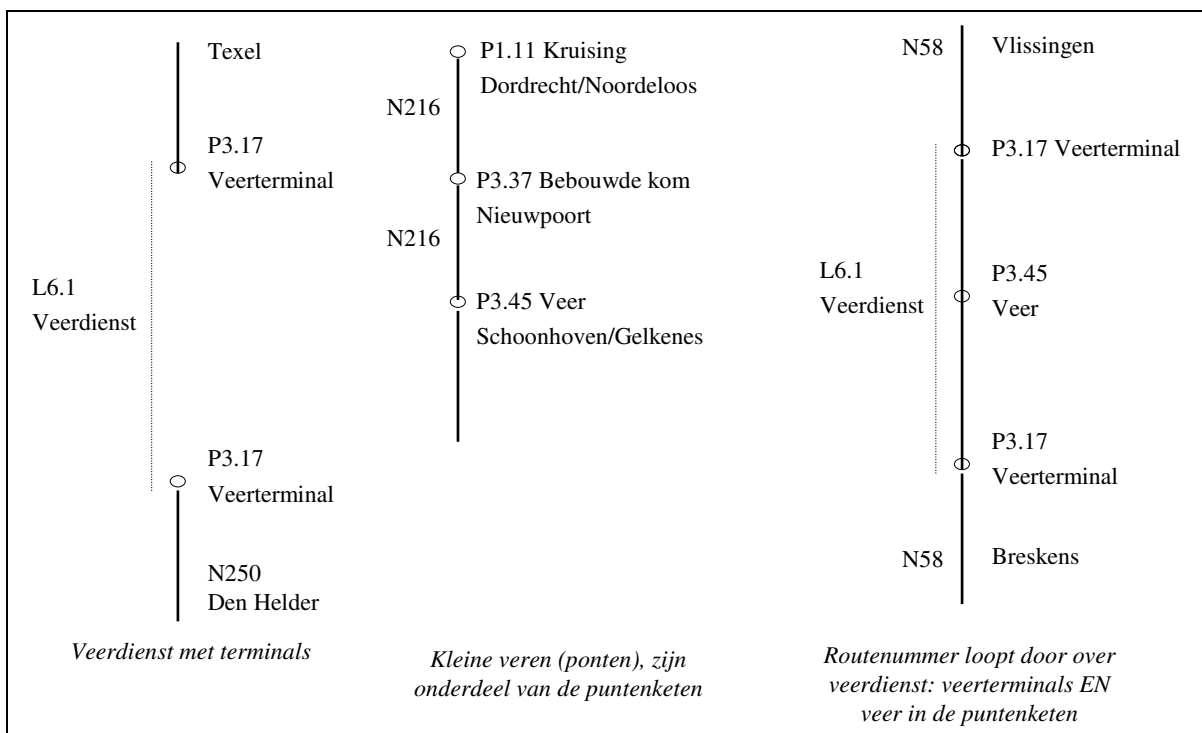 Texel
P3.17
Veerterminal
L6.1
Veerdienst
P3.17
Veerterminal
N250
Den Helder
Veerdienst met terminals
P1.11 Kruising
Dordrecht/Noordeloos
N216
P3.37 Bebouwde kom
Nieuwpoort
N216
P3.45 Veer
Schoonhoven/Gelkenes
Kleine veren (ponten), zijn
onderdeel van de puntenketen
N58
Vlissingen
P3.17 Veerterminal
L6.1
Veerdienst
P3.45
Veer
P3.17
Veerterminal
N58
Breskens
Routenummer loopt door over
veerdienst: veerterminals EN
veer in de puntenketen